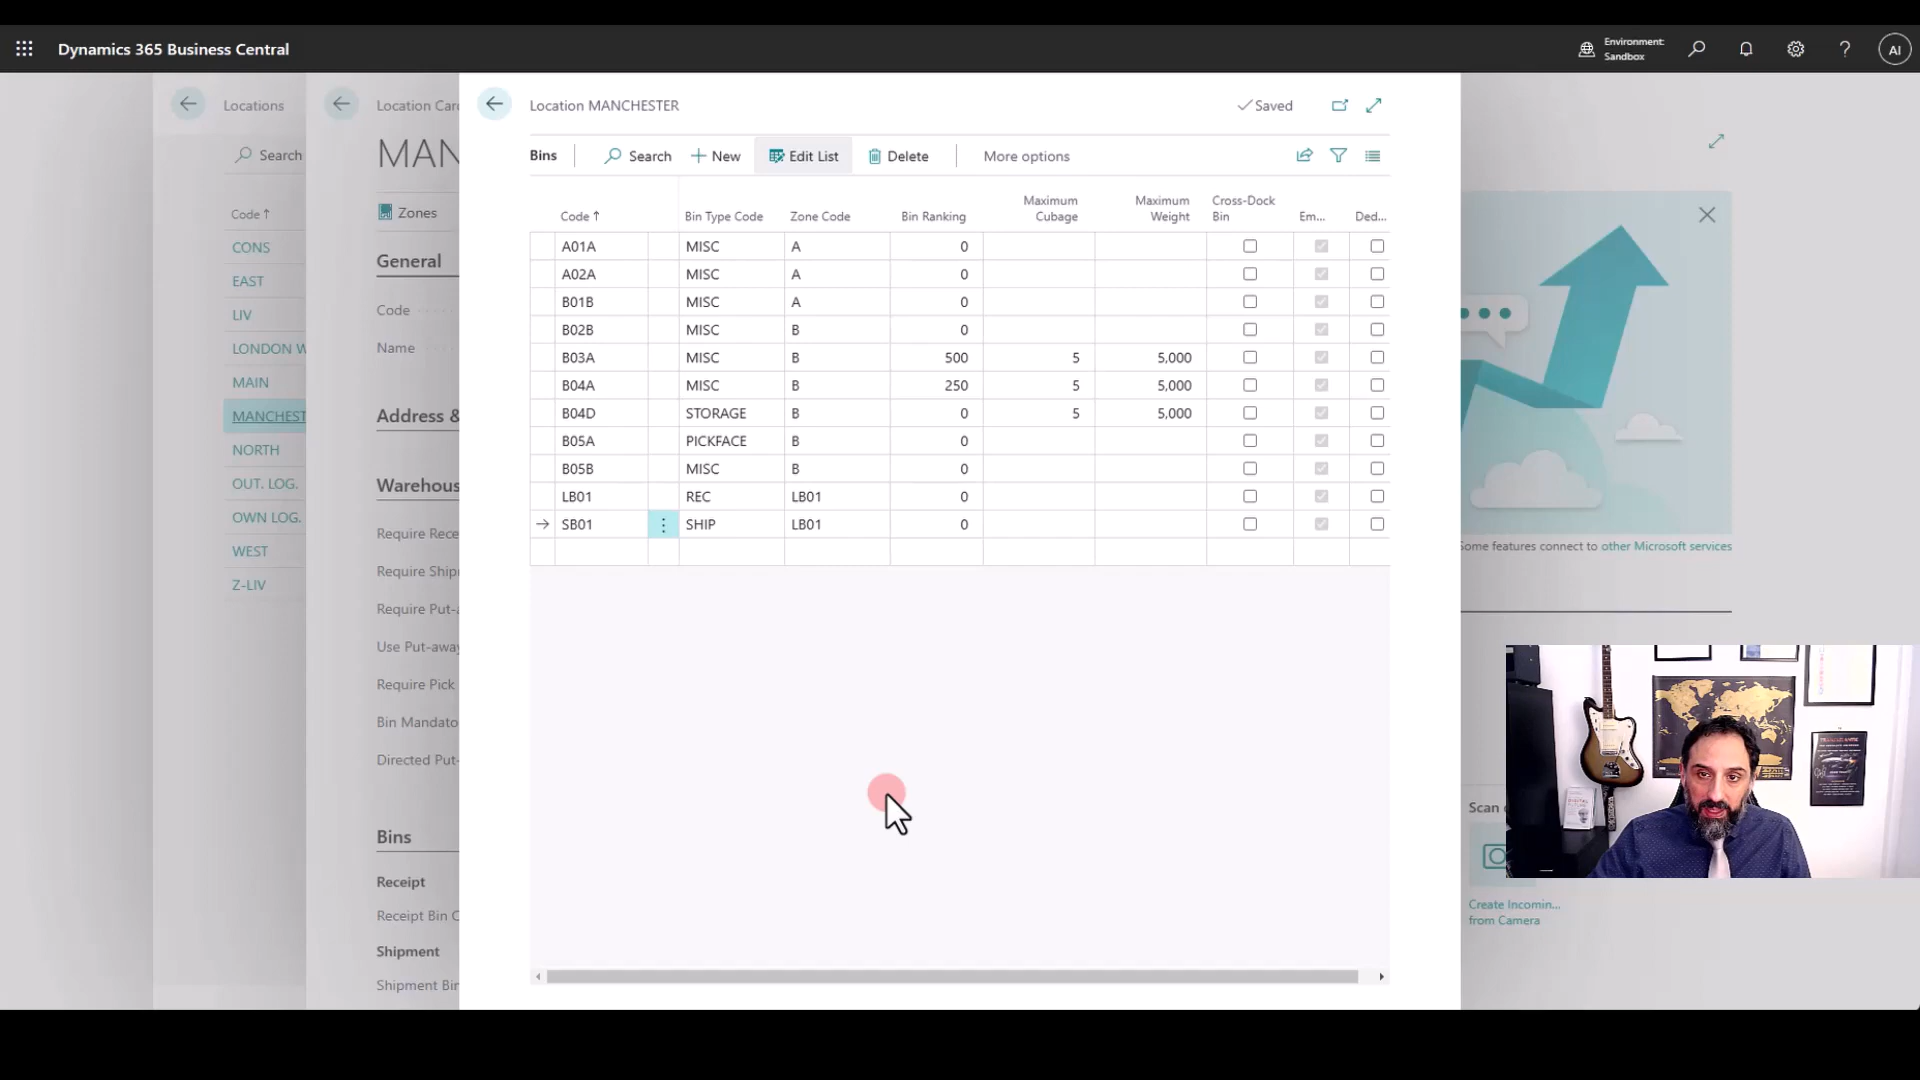 Dynamics 365 Business Central
Environment:
Sandbox
?
AI
Locations
Search
Code ↑
CONS
EAST
LIV
LONDON W
MAIN
MANCHEST
NORTH
OUT. LOG.
OWN LOG.
WEST
Z-LIV
Location Car
MAN
Zones
General
Code
Name
Address &
Warehous
Require Rece
Require Ship
Require Put-a
Use Put-away
Require Pick
Bin Mandato
Directed Put-
Bins
Receipt
Receipt Bin C
Shipment
Shipment Bin
Location MANCHESTER
Saved
Bins
Search
New
Edit List
Delete
More options
Code ↑ Bin Type Code Zone Code Bin Ranking Maximum Cubage Maximum Weight Cross-Dock Bin Em... Ded...
A01A MISC A 0
A02A MISC A 0
B01B MISC A 0
B02B MISC B 0
B03A MISC B 500 5 5,000
B04A MISC B 250 5 5,000
B04D STORAGE B 0 5 5,000
B05A PICKFACE B 0
B05B MISC B 0
LB01 REC LB01 0
SB01 SHIP LB01 0
Some features connect to other Microsoft services
Scan
Create Incomin...
from Camera